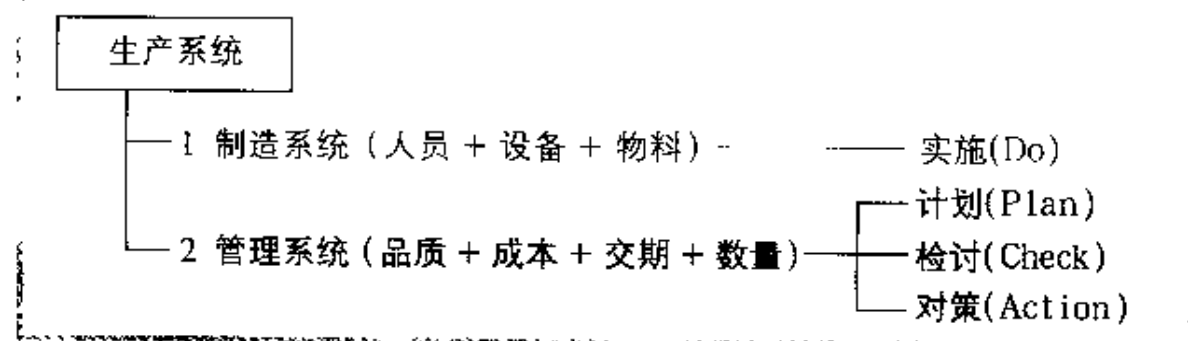 生产系统
1 制造系统（人员 + 设备 + 物料） 实施(Do)
计划(Plan)
2 管理系统（品质 + 成本 + 交期 + 数量） 检讨(Check)
对策(Action)